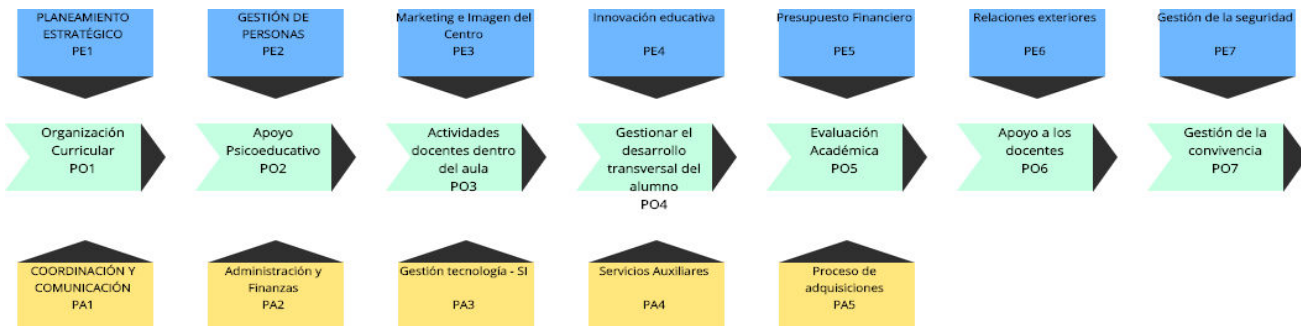 PLANEAMIENTO
ESTRATÉGICO
PE1
GESTIÓN DE
PERSONAS
PE2
Marketing e Imagen del
Centro
PE3
Innovación educativa
PE4
Presupuesto Financiero
PE5
Relaciones exteriores
PE6
Gestión de la seguridad
PE7
Organización
Curricular
PO1
Apoyo
Psicoeducativo
PO2
Actividades
docentes dentro
del aula
PO3
Gestionar el
desarrollo
transversal del
alumno
PO4
Evaluación
Académica
PO5
Apoyo a los
docentes
PO6
Gestión de la
convivencia
PO7
COORDINACIÓN Y
COMUNICACIÓN
PA1
Administración y
Finanzas
PA2
Gestión tecnología - SI
PA3
Servicios Auxiliares
PA4
Proceso de
adquisiciones
PA5